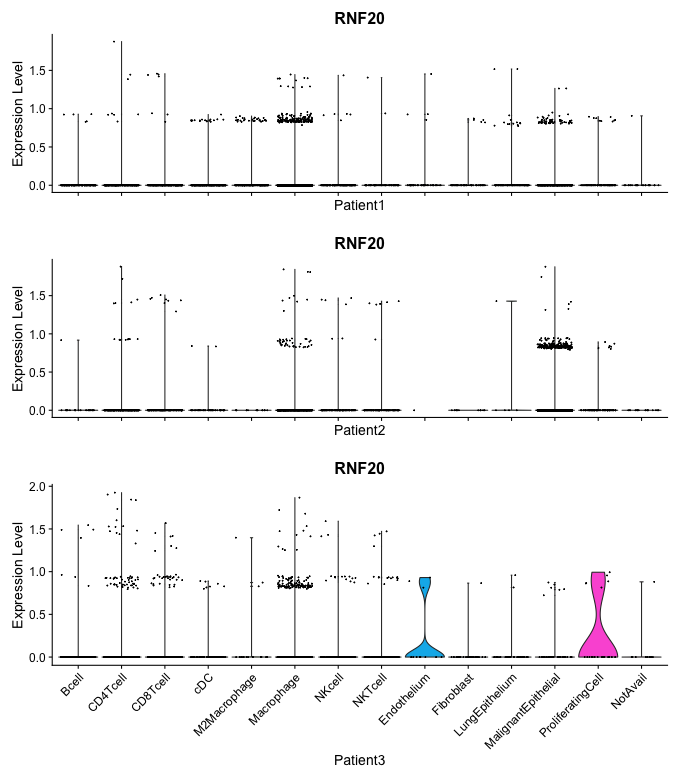 RNF20
Expression Level
1.5
1.0
0.5
0.0
Patient1
RNF20
Expression Level
1.5
1.0
0.5
0.0
Patient2
RNF20
Expression Level
2.0
1.5
1.0
0.5
0.0
Bcell
CD4Tcell
CD8Tcell
cDC
M2Macrophage
Macrophage
NKcell
NKTcell
Endothelium
Fibroblast
LungEpithelium
MalignantEpithelial
ProliferatingCell
NotAvail
Patient3